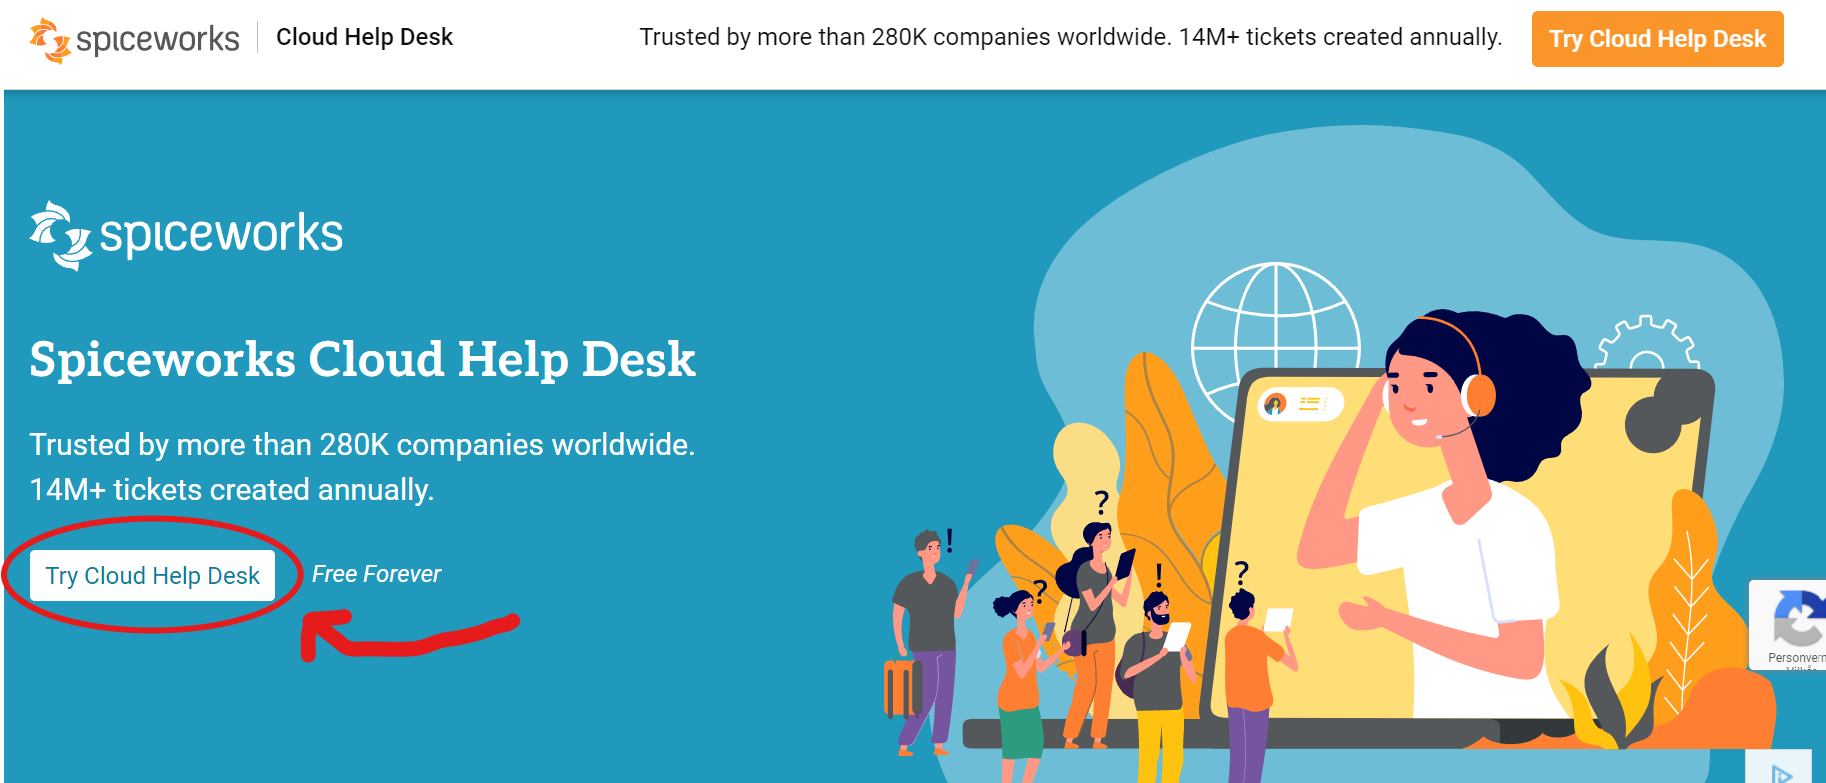 spiceworks Cloud Help Desk Trusted by more than 280K companies worldwide. 14M+ tickets created annually. Try Cloud Help Desk
spiceworks
Spiceworks Cloud Help Desk
Trusted by more than 280K companies worldwide.
14M+ tickets created annually.
Try Cloud Help Desk Free Forever
!
?
?
!
?
Personvern